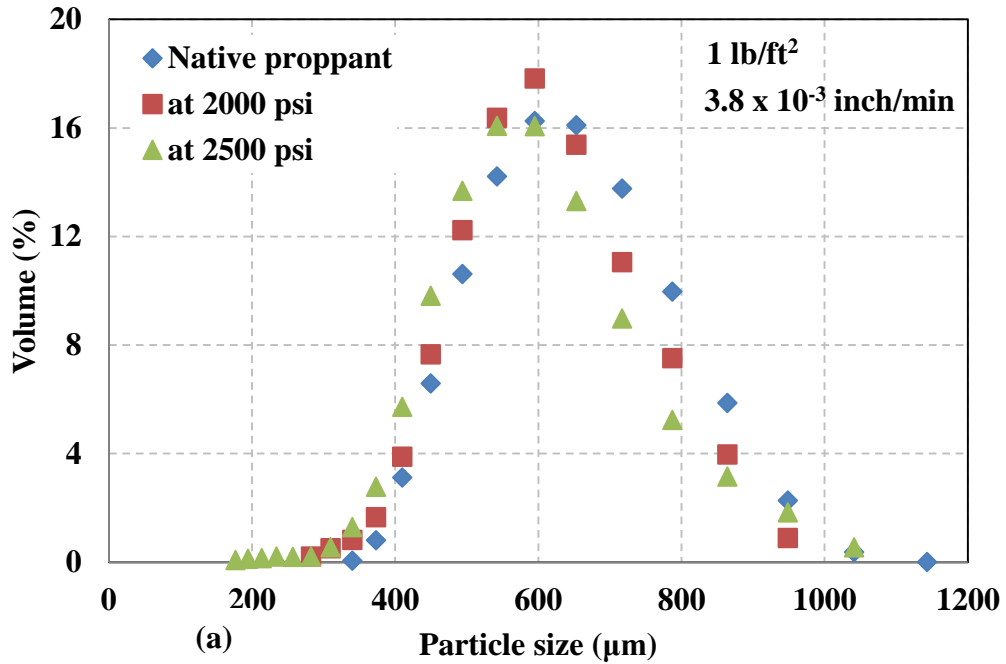 20
16
12
8
4
0
Volume (%)
Native proppant
at 2000 psi
at 2500 psi
1 lb/ft²
3.8 x 10⁻³ inch/min
0 200 400 600 800 1000 1200
(a)
Particle size (µm)